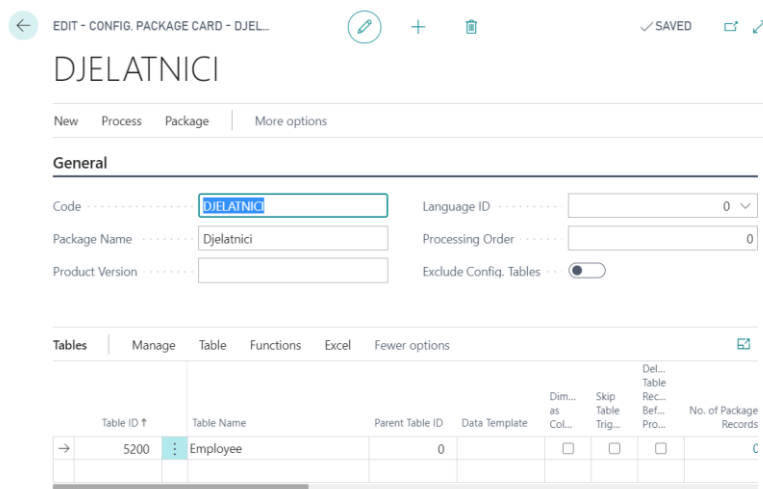 EDIT - CONFIG. PACKAGE CARD - DJEL...
SAVED
DJELATNICI
New Process Package More options
General
Code DJELATNICI
Language ID 0
Package Name Djelatnici
Processing Order 0
Product Version
Exclude Config. Tables
Tables Manage Table Functions Excel Fewer options
Table ID ↑ Table Name Parent Table ID Data Template Dim... as Col... Skip Table Trig... Del... Table Rec... Bef... Pro... No. of Package Records
5200 Employee 0 0